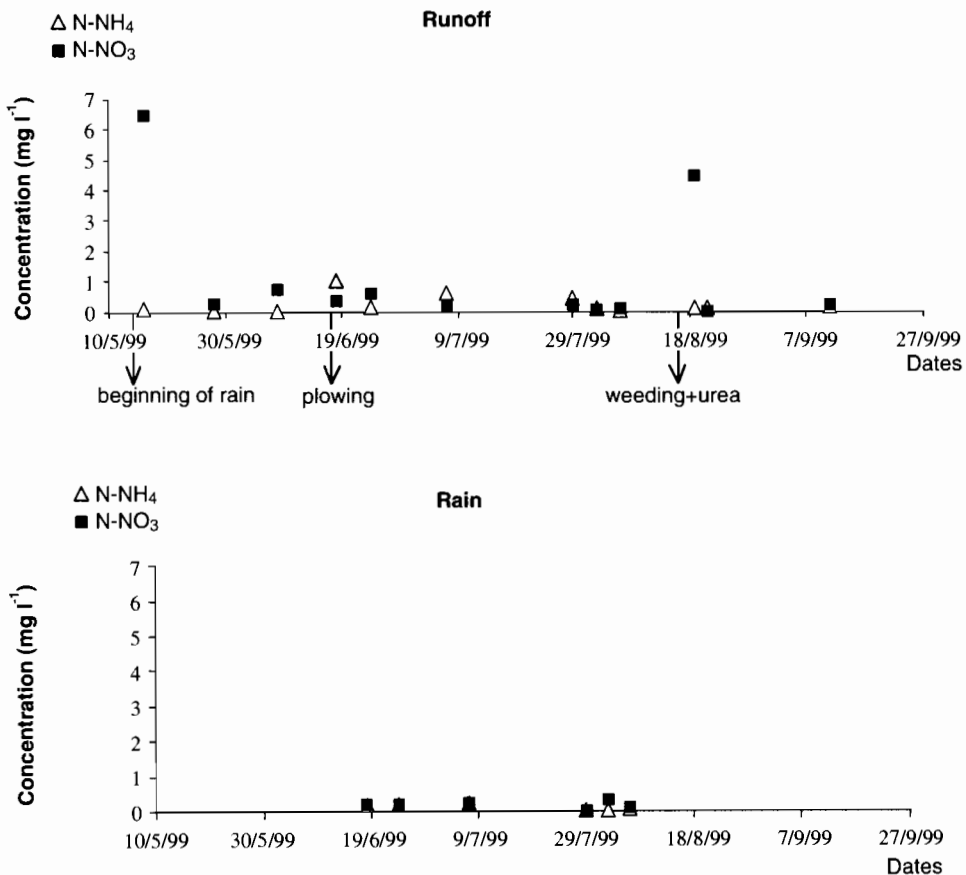 Runoff
△ N-NH₄
■ N-NO₃
Concentration (mg l⁻¹)
7
6
5
4
3
2
1
0
10/5/99 30/5/99 19/6/99 9/7/99 29/7/99 18/8/99 7/9/99 27/9/99
Dates
beginning of rain plowing weeding+urea
Rain
△ N-NH₄
■ N-NO₃
Concentration (mg l⁻¹)
7
6
5
4
3
2
1
0
10/5/99 30/5/99 19/6/99 9/7/99 29/7/99 18/8/99 7/9/99 27/9/99
Dates